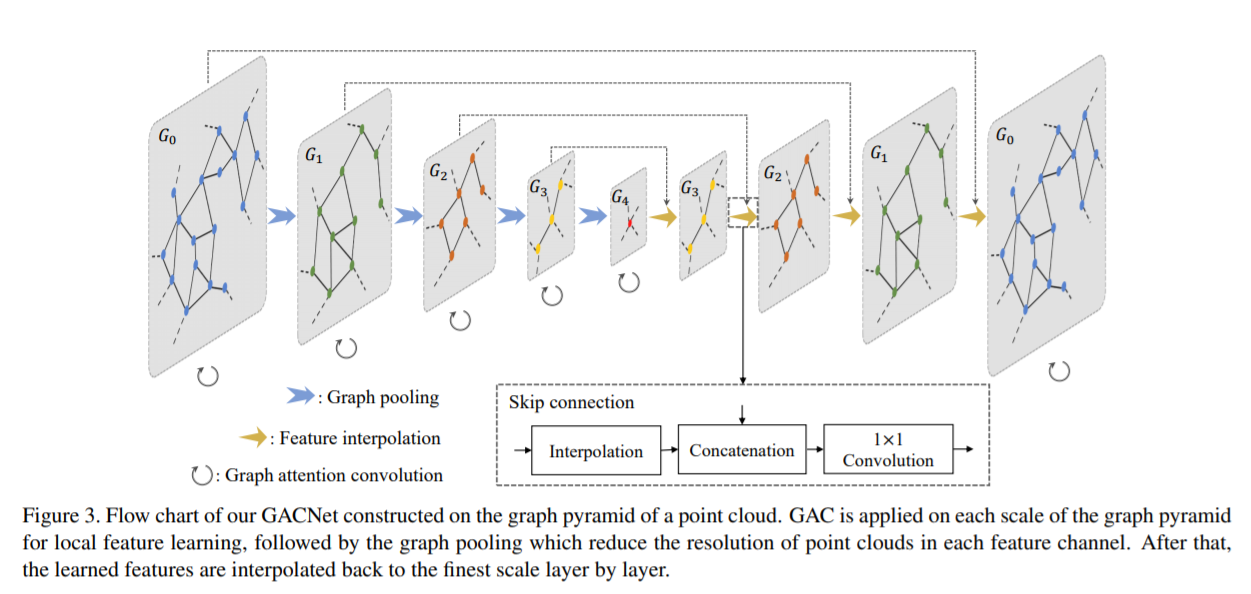 G0
G1
G2
G3
G4
G3
G2
G1
G0
: Graph pooling
: Feature interpolation
: Graph attention convolution
Skip connection
Interpolation
Concatenation
1×1
Convolution
Figure 3. Flow chart of our GACNet constructed on the graph pyramid of a point cloud. GAC is applied on each scale of the graph pyramid
for local feature learning, followed by the graph pooling which reduce the resolution of point clouds in each feature channel. After that,
the learned features are interpolated back to the finest scale layer by layer.